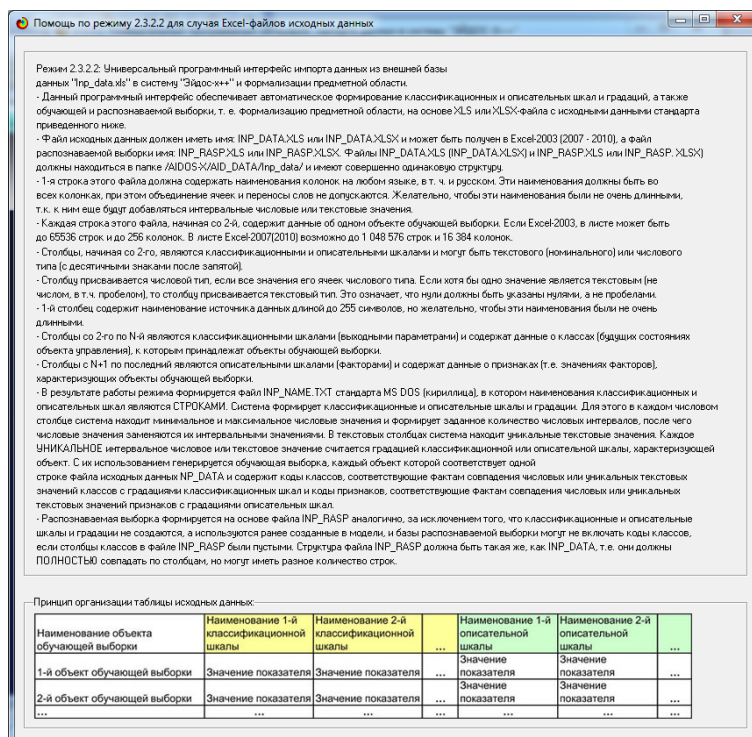 Помощь по режиму 2.3.2.2 для случая Excel-файлов исходных данных
Режим 2.3.2.2: Универсальный программный интерфейс импорта данных из внешней базы
данных "Inp_data.xls" в систему "Эйдос-x++" и формализации предметной области.
- Данный программный интерфейс обеспечивает автоматическое формирование классификационных и описательных шкал и градаций, а также
обучающей и распознаваемой выборки, т. е. формализацию предметной области, на основе XLS или XLSX-файла с исходными данными стандарта
приведенного ниже.
- Файл исходных данных должен иметь имя: INP_DATA.XLS или INP_DATA.XLSX и может быть получен в Excel-2003 (2007 - 2010), а файл
распознаваемой выборки имя: INP_RASP.XLS или INP_RASP.XLSX. Файлы INP_DATA.XLS (INP_DATA.XLSX) и INP_RASP.XLS или INP_RASP. XLSX)
должны находиться в папке /AIDOS-X/AID_DATA/Inp_data/ и имеют совершенно одинаковую структуру.
- 1-я строка этого файла должна содержать наименования колонок на любом языке, в т. ч. и русском. Эти наименования должны быть во
всех колонках, при этом объединение ячеек и переносы слов не допускаются. Желательно, чтобы эти наименования были не очень длинными,
т.к. к ним еще будут добавляться интервальные числовые или текстовые значения.
- Каждая строка этого файла, начиная со 2-й, содержит данные об одном объекте обучающей выборки. Если Excel-2003, в листе может быть
до 65536 строк и до 256 колонок. В листе Excel-2007(2010) возможно до 1 048 576 строк и 16 384 колонок.
- Столбцы, начиная со 2-го, являются классификационными и описательными шкалами и могут быть текстового (номинального) или числового
типа (с десятичными знаками после запятой).
- Столбцу присваивается числовой тип, если все значения его ячеек числового типа. Если хотя бы одно значение является текстовым (не
числом, в т.ч. пробелом), то столбцу присваивается текстовый тип. Это означает, что нули должны быть указаны нулями, а не пробелами.
- 1-й столбец содержит наименование источника данных длиной до 255 символов, но желательно, чтобы эти наименования были не очень
длинными.
- Столбцы со 2-го по N-й являются классификационными шкалами (выходными параметрами) и содержат данные о классах (будущих состояниях
объекта управления), к которым принадлежат объекты обучающей выборки.
- Столбцы с N+1 по последний являются описательными шкалами (факторами) и содержат данные о признаках (т.е. значениях факторов),
характеризующих объекты обучающей выборки.
- В результате работы режима формируется файл INP_NAME.TXT стандарта MS DOS (кириллица), в котором наименования классификационных и
описательных шкал являются СТРОКАМИ. Система формирует классификационные и описательные шкалы и градации. Для этого в каждом числовом
столбце система находит минимальное и максимальное числовые значения и формирует заданное количество числовых интервалов, после чего
числовые значения заменяются их интервальными значениями. В текстовых столбцах система находит уникальные текстовые значения. Каждое
УНИКАЛЬНОЕ интервальное числовое или текстовое значение считается градацией классификационной или описательной шкалы, характеризующей
объект. С их использованием генерируется обучающая выборка, каждый объект которой соответствует одной
строке файла исходных данных NP_DATA и содержит коды классов, соответствующие фактам совпадения числовых или уникальных текстовых
значений классов с градациями классификационных шкал и коды признаков, соответствующие фактам совпадения числовых или уникальных
текстовых значений признаков с градациями описательных шкал.
- Распознаваемая выборка формируется на основе файла INP_RASP аналогично, за исключением того, что классификационные и описательные
шкалы и градации не создаются, а используются ранее созданные в модели, и базы распознаваемой выборки могут не включать коды классов,
если столбцы классов в файле INP_RASP были пустыми. Структура файла INP_RASP должна быть такая же, как INP_DATA, т.е. они должны
ПОЛНОСТЬЮ совпадать по столбцам, но могут иметь разное количество строк.
Принцип организации таблицы исходных данных:
Наименование объекта обучающей выборки Наименование 1-й классификационной шкалы Наименование 2-й классификационной шкалы ... Наименование 1-й описательной шкалы Наименование 2-й описательной шкалы ...
1-й объект обучающей выборки Значение показателя Значение показателя ... Значение показателя Значение показателя ...
2-й объект обучающей выборки Значение показателя Значение показателя ... Значение показателя Значение показателя ...
... ... ... ... ... ... ...